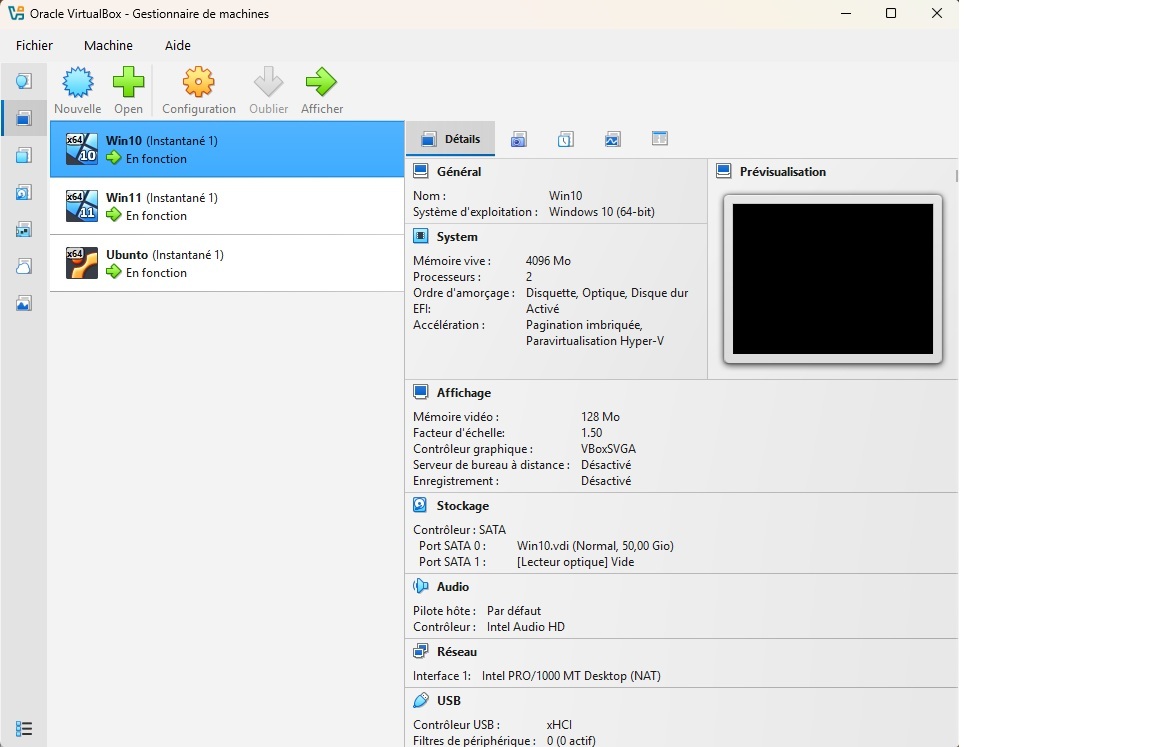 Oracle VirtualBox - Gestionnaire de machines
Fichier Machine Aide
Nouvelle Open Configuration Oublier Afficher
x64 10 Win10 (Instantané 1)
En fonction
x64 11 Win11 (Instantané 1)
En fonction
x64 Ubunto (Instantané 1)
En fonction
Détails
Général
Nom : Win10
Système d'exploitation : Windows 10 (64-bit)
System
Mémoire vive : 4096 Mo
Processeurs : 2
Ordre d'amorçage : Disquette, Optique, Disque dur
EFI: Activé
Accélération : Pagination imbriquée,
Paravirtualisation Hyper-V
Prévisualisation
Affichage
Mémoire vidéo : 128 Mo
Facteur d'échelle: 1.50
Contrôleur graphique : VBoxSVGA
Serveur de bureau à distance : Désactivé
Enregistrement : Désactivé
Stockage
Contrôleur : SATA
Port SATA 0 : Win10.vdi (Normal, 50,00 Gio)
Port SATA 1 : [Lecteur optique] Vide
Audio
Pilote hôte : Par défaut
Contrôleur : Intel Audio HD
Réseau
Interface 1: Intel PRO/1000 MT Desktop (NAT)
USB
Contrôleur USB : xHCI
Filtres de périphérique : 0 (0 actif)